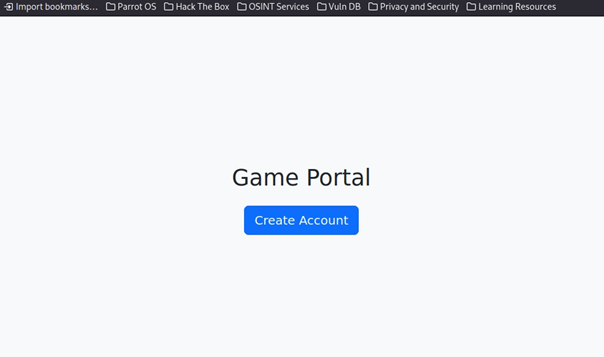 Import bookmarks... Parrot OS Hack The Box OSINT Services Vuln DB Privacy and Security Learning Resources
Game Portal
Create Account